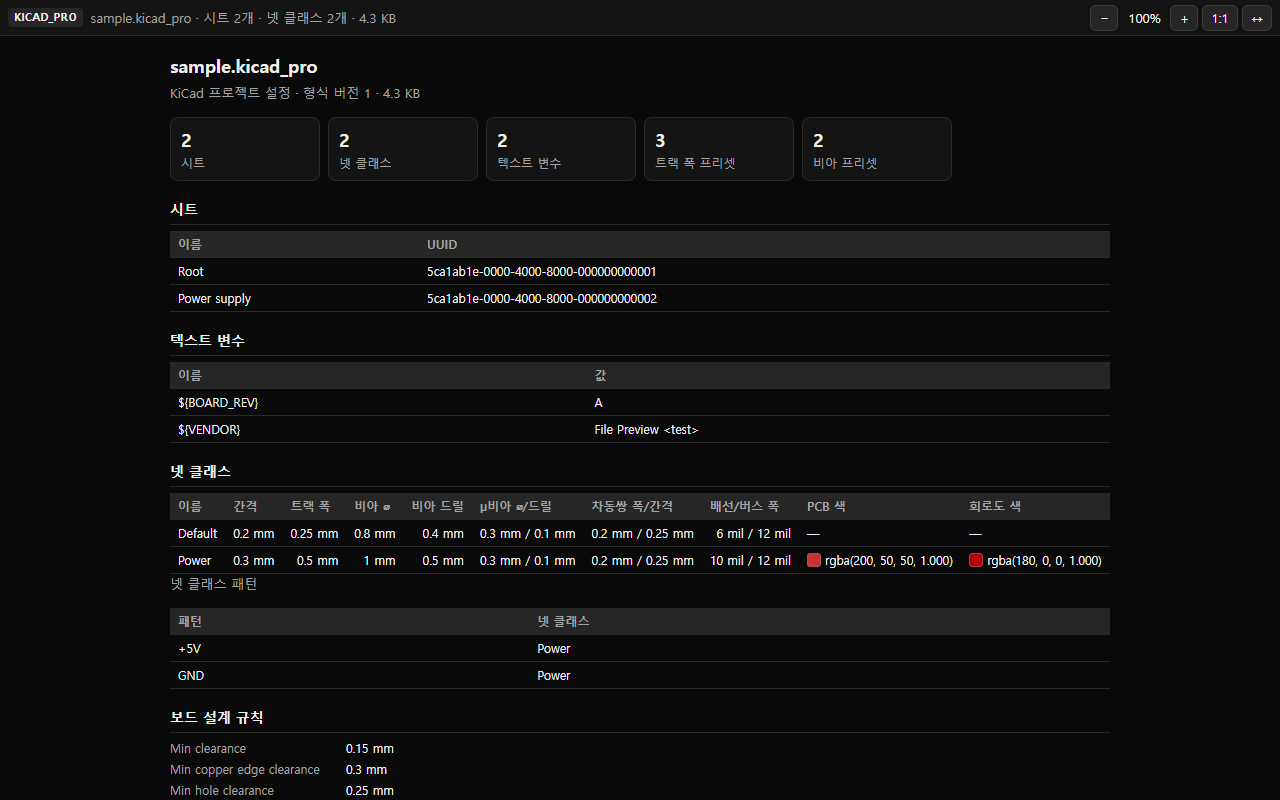 KICAD_PRO sample.kicad_pro · 시트 2개 · 넷 클래스 2개 · 4.3 KB − 100% + 1:1 ↔
sample.kicad_pro
KiCad 프로젝트 설정 · 형식 버전 1 · 4.3 KB
2 2 2 3 2
시트 넷 클래스 텍스트 변수 트랙 폭 프리셋 비아 프리셋
시트
이름 UUID
Root 5ca1ab1e-0000-4000-8000-000000000001
Power supply 5ca1ab1e-0000-4000-8000-000000000002
텍스트 변수
이름 값
${BOARD_REV} A
${VENDOR} File Preview <test>
넷 클래스
이름 간격 트랙 폭 비아 ⌀ 비아 드릴 µ비아 ⌀/드릴 차동쌍 폭/간격 배선/버스 폭 PCB 색 회로도 색
Default 0.2 mm 0.25 mm 0.8 mm 0.4 mm 0.3 mm / 0.1 mm 0.2 mm / 0.25 mm 6 mil / 12 mil — —
Power 0.3 mm 0.5 mm 1 mm 0.5 mm 0.3 mm / 0.1 mm 0.2 mm / 0.25 mm 10 mil / 12 mil rgba(200, 50, 50, 1.000) rgba(180, 0, 0, 1.000)
넷 클래스 패턴
패턴 넷 클래스
+5V Power
GND Power
보드 설계 규칙
Min clearance 0.15 mm
Min copper edge clearance 0.3 mm
Min hole clearance 0.25 mm